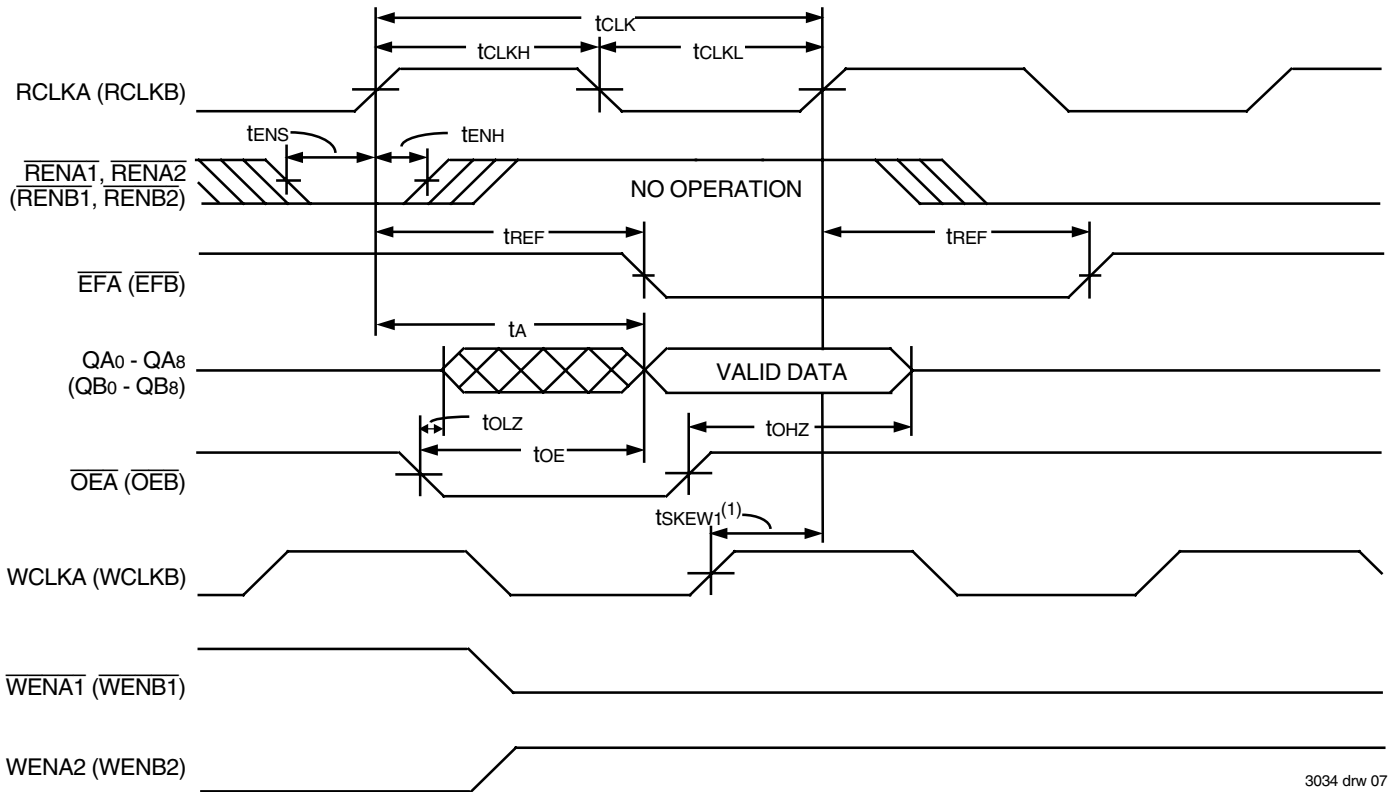 tCLK
tCLKH tCLKL
RCLKA (RCLKB)
tENS tENH
RENA1, RENA2
(RENB1, RENB2)
NO OPERATION
tREF tREF
EFA (EFB)
tA
QA0 - QA8
(QB0 - QB8)
VALID DATA
tOLZ
tOHZ
tOE
OEA (OEB)
tSKEW1(1)
WCLKA (WCLKB)
WENA1 (WENB1)
WENA2 (WENB2)
3034 drw 07